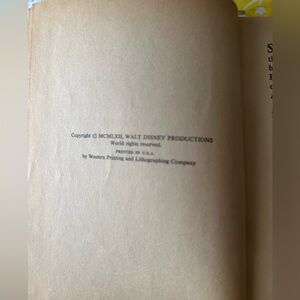 Copyright © MCMLXII, WALT DISNEY PRODUCTIONS
World rights reserved.
PRINTED IN U.S.A.
by Western Printing and Lithographing Company
S